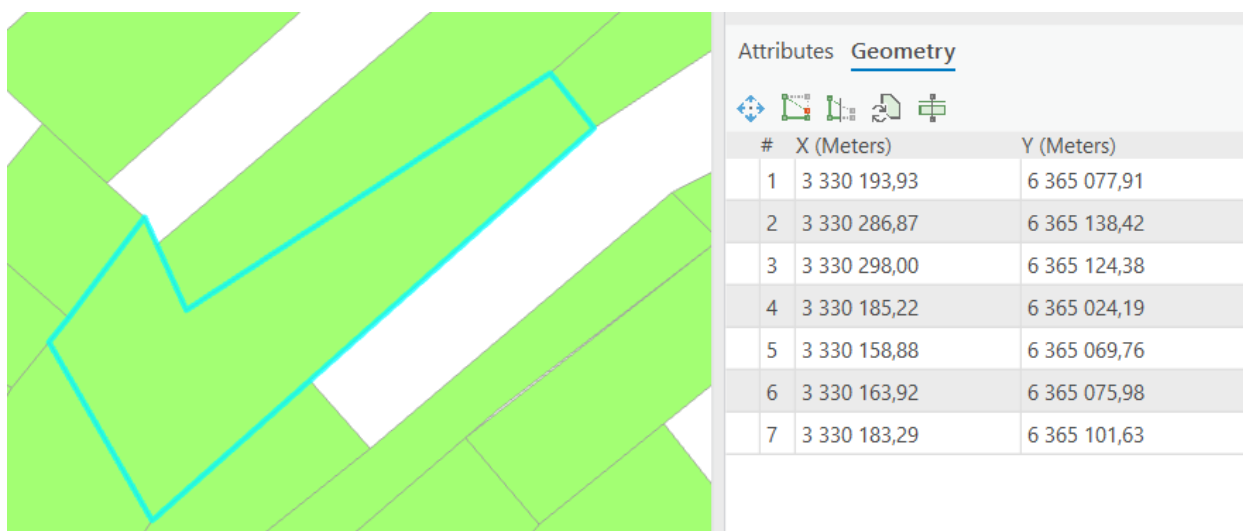 Attributes Geometry
# X (Meters) Y (Meters)
1 3 330 193,93 6 365 077,91
2 3 330 286,87 6 365 138,42
3 3 330 298,00 6 365 124,38
4 3 330 185,22 6 365 024,19
5 3 330 158,88 6 365 069,76
6 3 330 163,92 6 365 075,98
7 3 330 183,29 6 365 101,63